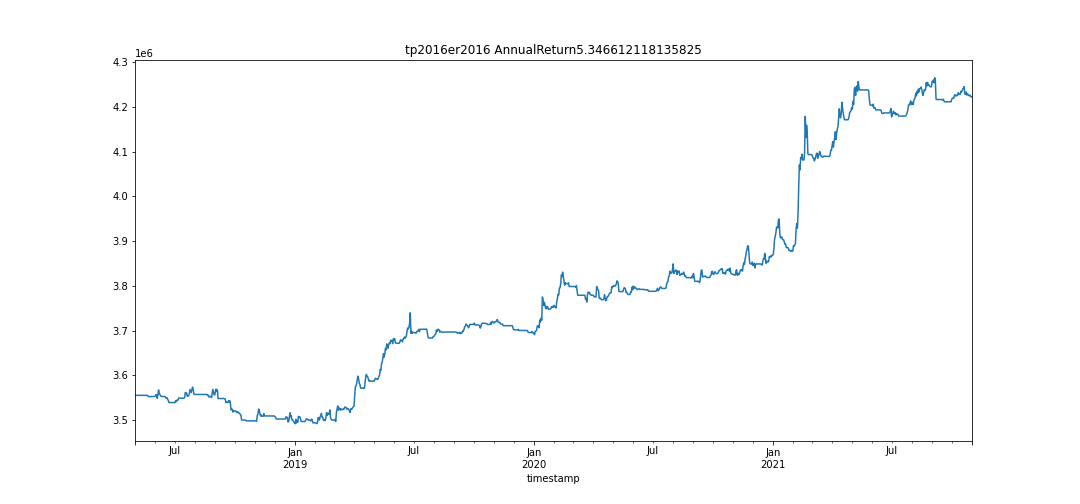 tp2016er2016 AnnualReturn5.346612118135825
1e6
4.3
4.2
4.1
4.0
3.9
3.8
3.7
3.6
3.5
Jul Jan Jul Jan Jul Jan Jul
2019 2020 2021
timestamp